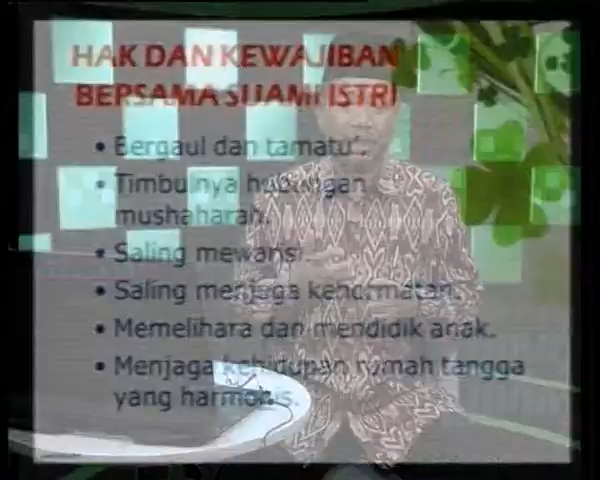 HAK DAN KEWAJIBAN
BERSAMA SUAMI ISTRI
• Bergaul dan tamatu'.
• Timbulnya hubungan
mushaharah.
• Saling mewarisi.
• Saling menjaga kehormatan.
• Memelihara dan mendidik anak.
• Menjaga kehidupan rumah tangga
yang harmonis.